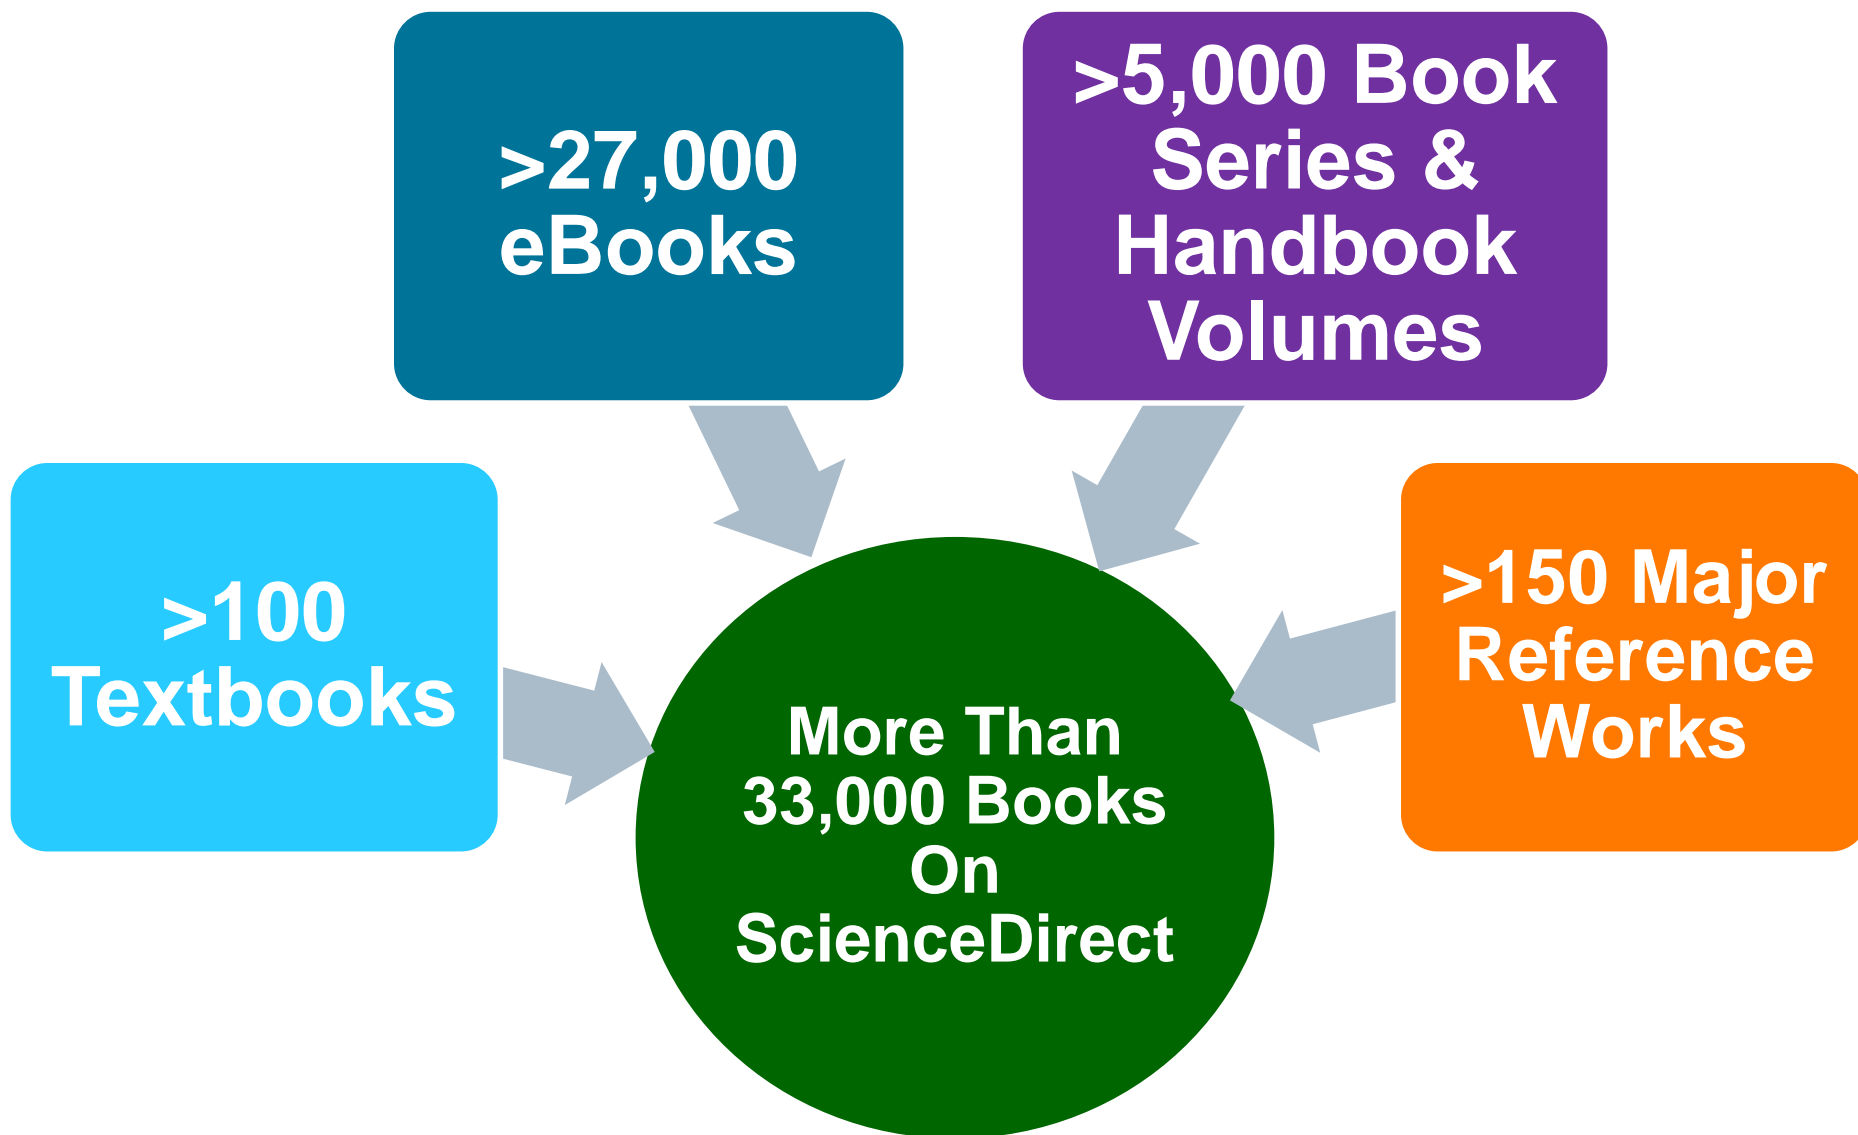 >27,000
eBooks
>5,000 Book
Series &
Handbook
Volumes
>100
Textbooks
>150 Major
Reference
Works
More Than
33,000 Books
On
ScienceDirect